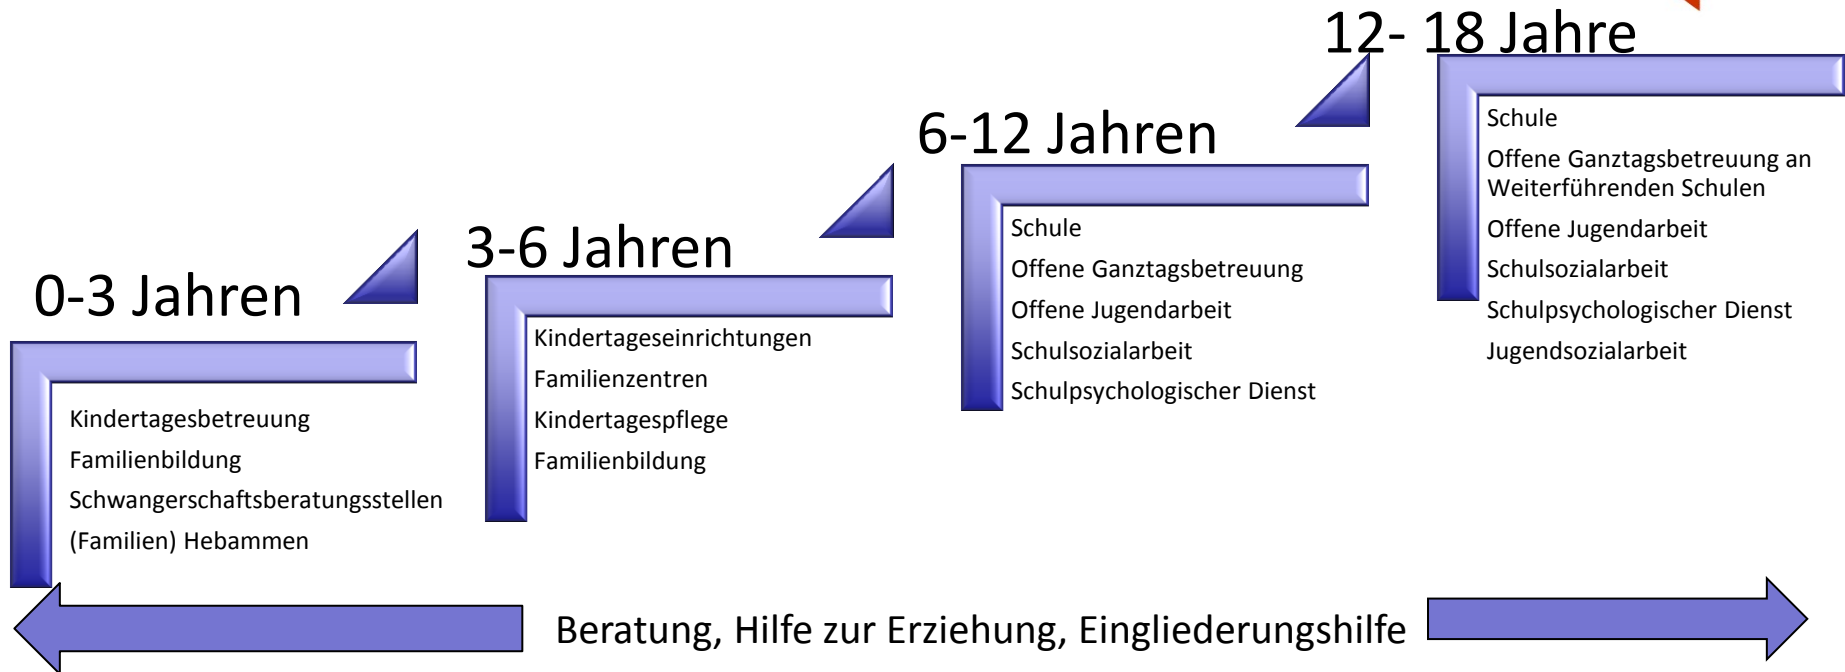 0-3 Jahren
Kindertagesbetreuung
Familienbildung
Schwangerschaftsberatungsstellen
(Familien) Hebammen
3-6 Jahren
Kindertageseinrichtungen
Familienzentren
Kindertagespflege
Familienbildung
6-12 Jahren
Schule
Offene Ganztagsbetreuung
Offene Jugendarbeit
Schulsozialarbeit
Schulpsychologischer Dienst
12- 18 Jahre
Schule
Offene Ganztagsbetreuung an
Weiterführenden Schulen
Offene Jugendarbeit
Schulsozialarbeit
Schulpsychologischer Dienst
Jugendsozialarbeit
Beratung, Hilfe zur Erziehung, Eingliederungshilfe